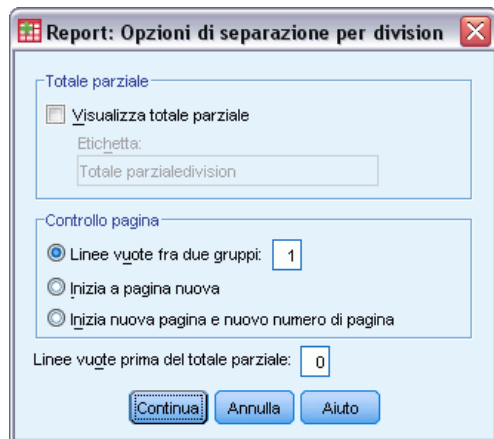 Report: Opzioni di separazione per division
Totale parziale
Visualizza totale parziale
Etichetta:
Totale parzialedivision
Controllo pagina
Linee vuote fra due gruppi: 1
Inizia a pagina nuova
Inizia nuova pagina e nuovo numero di pagina
Linee vuote prima del totale parziale: 0
Continua Annulla Aiuto